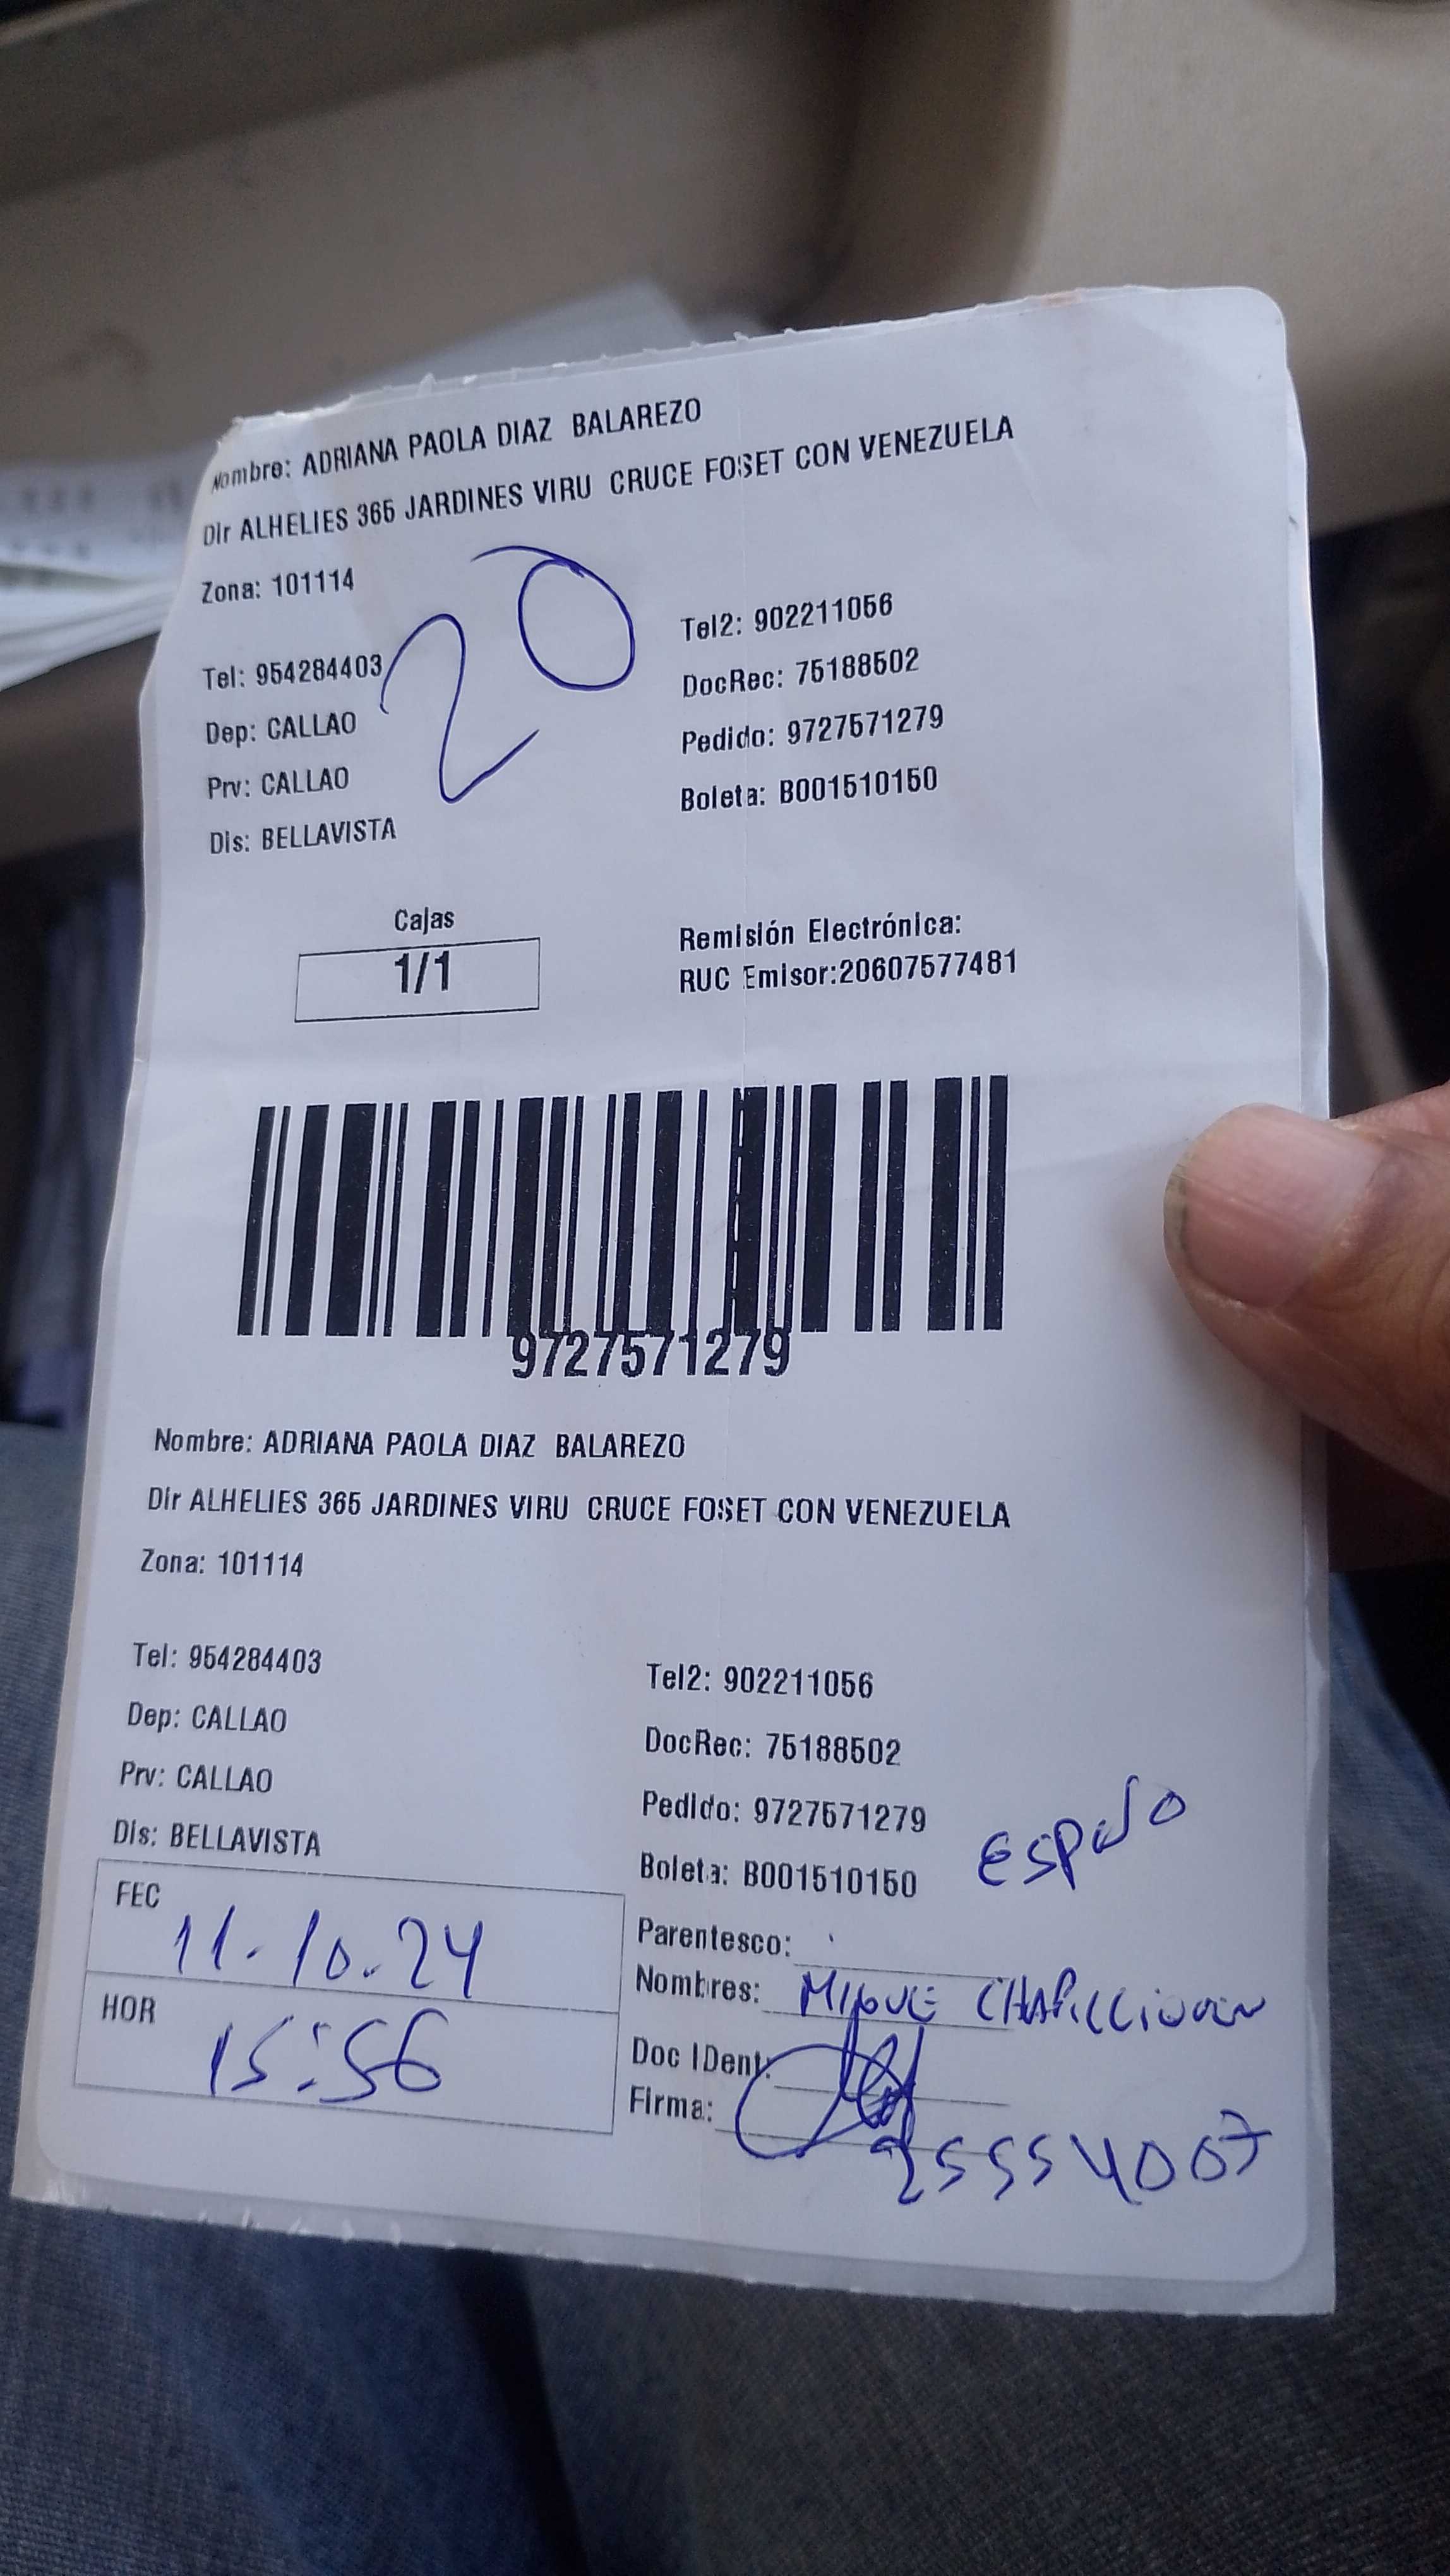 Nombre: ADRIANA PAOLA DIAZ BALAREZO
Dir ALHELIES 365 JARDINES VIRU CRUCE FOSET CON VENEZUELA
Zona: 101114
20
Tel: 954284403
Tel2: 902211056
Dep: CALLAO
DocRec: 75188502
Prv: CALLAO
Pedido: 9727571279
Dis: BELLAVISTA
Boleta: B001510150
Cajas
1/1
Remisión Electrónica:
RUC Emisor:20607577481
9727571279
Nombre: ADRIANA PAOLA DIAZ BALAREZO
Dir ALHELIES 365 JARDINES VIRU CRUCE FOSET CON VENEZUELA
Zona: 101114
Tel: 954284403
Tel2: 902211056
Dep: CALLAO
DocRec: 75188502
Prv: CALLAO
Pedido: 9727571279
Dis: BELLAVISTA
Boleta: B001510150
Esposo
FEC
11.10.24
HOR
15:56
Parentesco:
Nombres:
Doc IDent:
Firma:
25554007